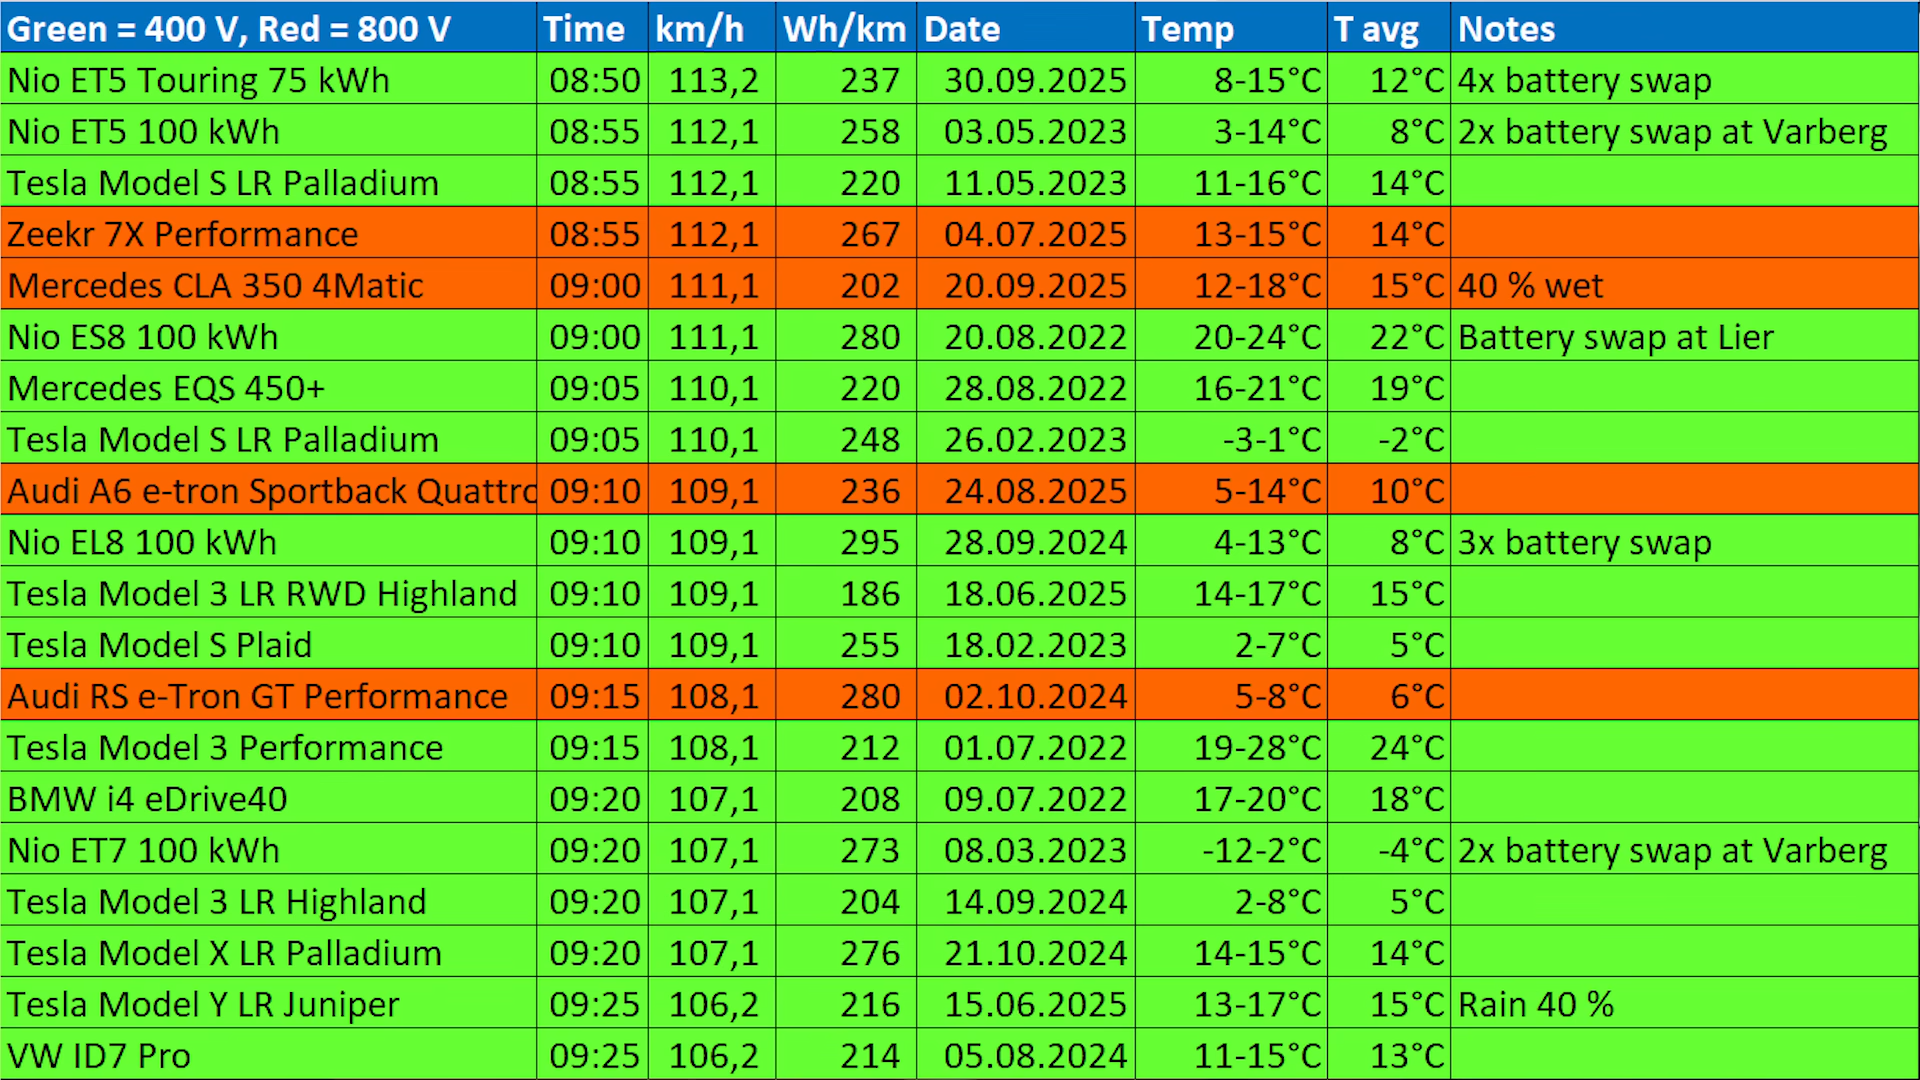 Green = 400 V, Red = 800 V Time km/h Wh/km Date Temp T avg Notes
Nio ET5 Touring 75 kWh 08:50 113,2 237 30.09.2025 8-15°C 12°C 4x battery swap
Nio ET5 100 kWh 08:55 112,1 258 03.05.2023 3-14°C 8°C 2x battery swap at Varberg
Tesla Model S LR Palladium 08:55 112,1 220 11.05.2023 11-16°C 14°C
Zeekr 7X Performance 08:55 112,1 267 04.07.2025 13-15°C 14°C
Mercedes CLA 350 4Matic 09:00 111,1 202 20.09.2025 12-18°C 15°C 40 % wet
Nio ES8 100 kWh 09:00 111,1 280 20.08.2022 20-24°C 22°C Battery swap at Lier
Mercedes EQS 450+ 09:05 110,1 220 28.08.2022 16-21°C 19°C
Tesla Model S LR Palladium 09:05 110,1 248 26.02.2023 -3-1°C -2°C
Audi A6 e-tron Sportback Quattro 09:10 109,1 236 24.08.2025 5-14°C 10°C
Nio EL8 100 kWh 09:10 109,1 295 28.09.2024 4-13°C 8°C 3x battery swap
Tesla Model 3 LR RWD Highland 09:10 109,1 186 18.06.2025 14-17°C 15°C
Tesla Model S Plaid 09:10 109,1 255 18.02.2023 2-7°C 5°C
Audi RS e-Tron GT Performance 09:15 108,1 280 02.10.2024 5-8°C 6°C
Tesla Model 3 Performance 09:15 108,1 212 01.07.2022 19-28°C 24°C
BMW i4 eDrive40 09:20 107,1 208 09.07.2022 17-20°C 18°C
Nio ET7 100 kWh 09:20 107,1 273 08.03.2023 -12-2°C -4°C 2x battery swap at Varberg
Tesla Model 3 LR Highland 09:20 107,1 204 14.09.2024 2-8°C 5°C
Tesla Model X LR Palladium 09:20 107,1 276 21.10.2024 14-15°C 14°C
Tesla Model Y LR Juniper 09:25 106,2 216 15.06.2025 13-17°C 15°C Rain 40 %
VW ID7 Pro 09:25 106,2 214 05.08.2024 11-15°C 13°C